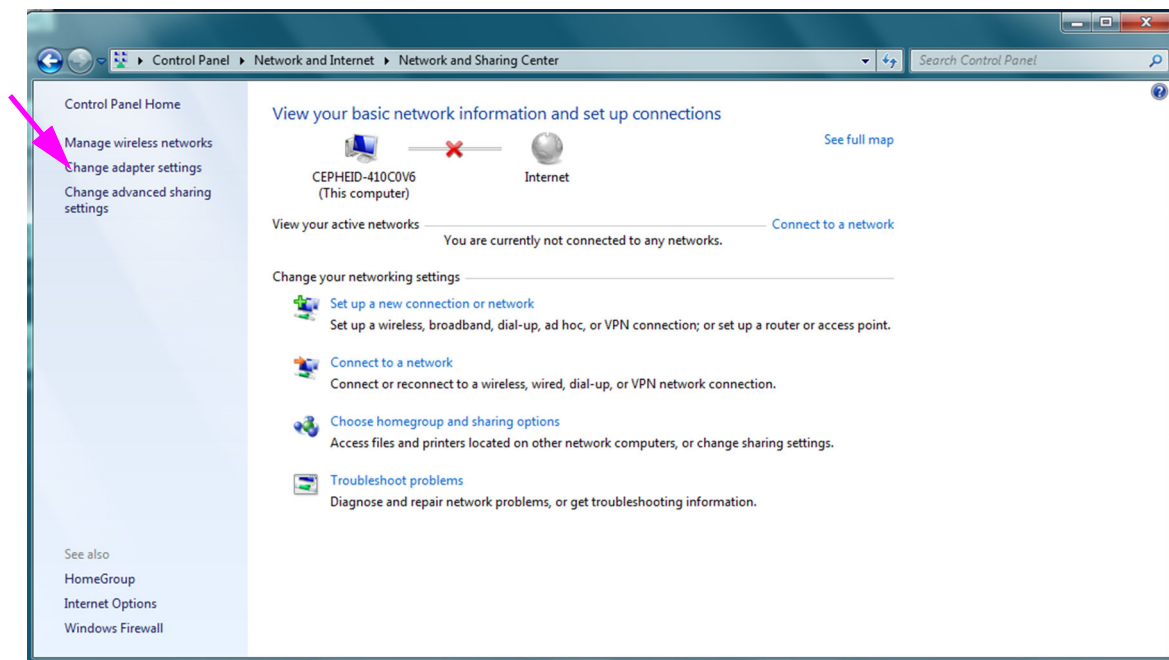 Control Panel ▸ Network and Internet ▸ Network and Sharing Center
Search Control Panel
Control Panel Home
Manage wireless networks
Change adapter settings
Change advanced sharing
settings
View your basic network information and set up connections
See full map
CEPHEID-410C0V6
(This computer)
Internet
View your active networks
Connect to a network
You are currently not connected to any networks.
Change your networking settings
Set up a new connection or network
Set up a wireless, broadband, dial-up, ad hoc, or VPN connection; or set up a router or access point.
Connect to a network
Connect or reconnect to a wireless, wired, dial-up, or VPN network connection.
Choose homegroup and sharing options
Access files and printers located on other network computers, or change sharing settings.
Troubleshoot problems
Diagnose and repair network problems, or get troubleshooting information.
See also
HomeGroup
Internet Options
Windows Firewall